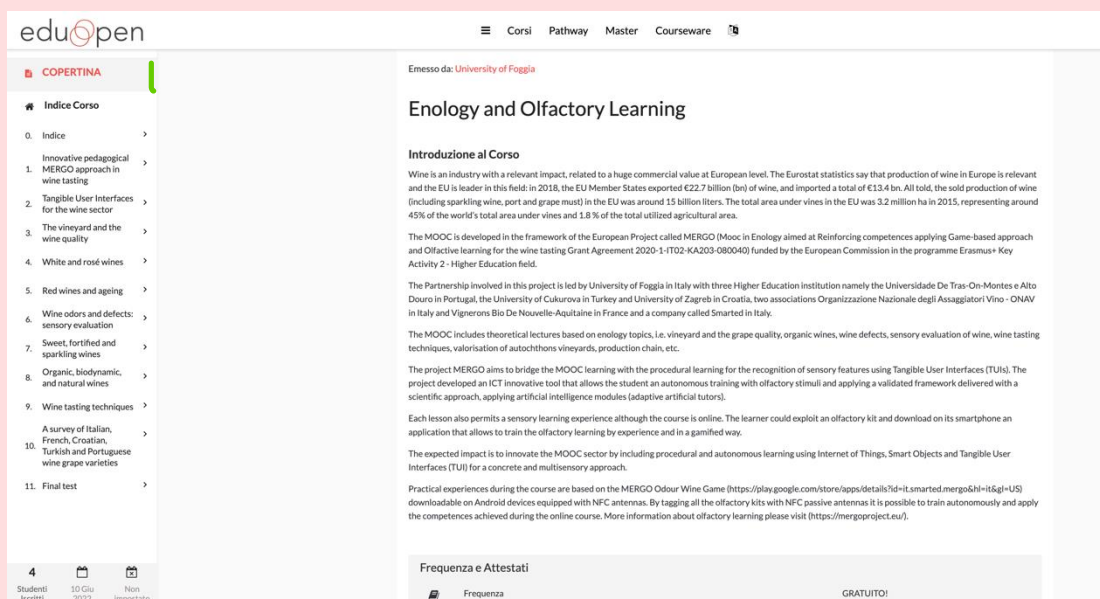 eduOpen
Corsi Pathway Master Courseware
COPERTINA
Indice Corso
0. Indice
1. Innovative pedagogical
MERGO approach in
wine tasting
2. Tangible User Interfaces
for the wine sector
3. The vineyard and the
wine quality
4. White and rosé wines
5. Red wines and ageing
6. Wine odors and defects:
sensory evaluation
7. Sweet, fortified and
sparkling wines
8. Organic, biodynamic,
and natural wines
9. Wine tasting techniques
10. A survey of Italian,
French, Croatian,
Turkish and Portuguese
wine grape varieties
11. Final test
4
Studenti
Iscritti
10 Giu
2022
Non
impostato
Emesso da: University of Foggia
Enology and Olfactory Learning
Introduzione al Corso
Wine is an industry with a relevant impact, related to a huge commercial value at European level. The Eurostat statistics say that production of wine in Europe is relevant
and the EU is leader in this field: in 2018, the EU Member States exported €22.7 billion (bn) of wine, and imported a total of €13.4 bn. All told, the sold production of wine
(including sparkling wine, port and grape must) in the EU was around 15 billion liters. The total area under vines in the EU was 3.2 million ha in 2015, representing around
45% of the world's total area under vines and 1.8 % of the total utilized agricultural area.
The MOOC is developed in the framework of the European Project called MERGO (Mooc in Enology aimed at Reinforcing competences applying Game-based approach
and Olfactive learning for the wine tasting Grant Agreement 2020-1-IT02-KA203-080040) funded by the European Commission in the programme Erasmus+ Key
Activity 2 - Higher Education field.
The Partnership involved in this project is led by University of Foggia in Italy with three Higher Education institution namely the Universidade De Tras-On-Montes e Alto
Douro in Portugal, the University of Cukurova in Turkey and University of Zagreb in Croatia, two associations Organizzazione Nazionale degli Assaggiatori Vino - ONAV
in Italy and Vignerons Bio De Nouvelle-Aquitaine in France and a company called Smarted in Italy.
The MOOC includes theoretical lectures based on enology topics, i.e. vineyard and the grape quality, organic wines, wine defects, sensory evaluation of wine, wine tasting
techniques, valorisation of autochthons vineyards, production chain, etc.
The project MERGO aims to bridge the MOOC learning with the procedural learning for the recognition of sensory features using Tangible User Interfaces (TUIs). The
project developed an ICT innovative tool that allows the student an autonomous training with olfactory stimuli and applying a validated framework delivered with a
scientific approach, applying artificial intelligence modules (adaptive artificial tutors).
Each lesson also permits a sensory learning experience although the course is online. The learner could exploit an olfactory kit and download on its smartphone an
application that allows to train the olfactory learning by experience and in a gamified way.
The expected impact is to innovate the MOOC sector by including procedural and autonomous learning using Internet of Things, Smart Objects and Tangible User
Interfaces (TUI) for a concrete and multisensory approach.
Practical experiences during the course are based on the MERGO Odour Wine Game (https://play.google.com/store/apps/details?id=it.smarted.mergo&hl=it&gl=US)
downloadable on Android devices equipped with NFC antennas. By tagging all the olfactory kits with NFC passive antennas it is possible to train autonomously and apply
the competences achieved during the online course. More information about olfactory learning please visit (https://mergoproject.eu/).
Frequenza e Attestati
Frequenza GRATUITO!